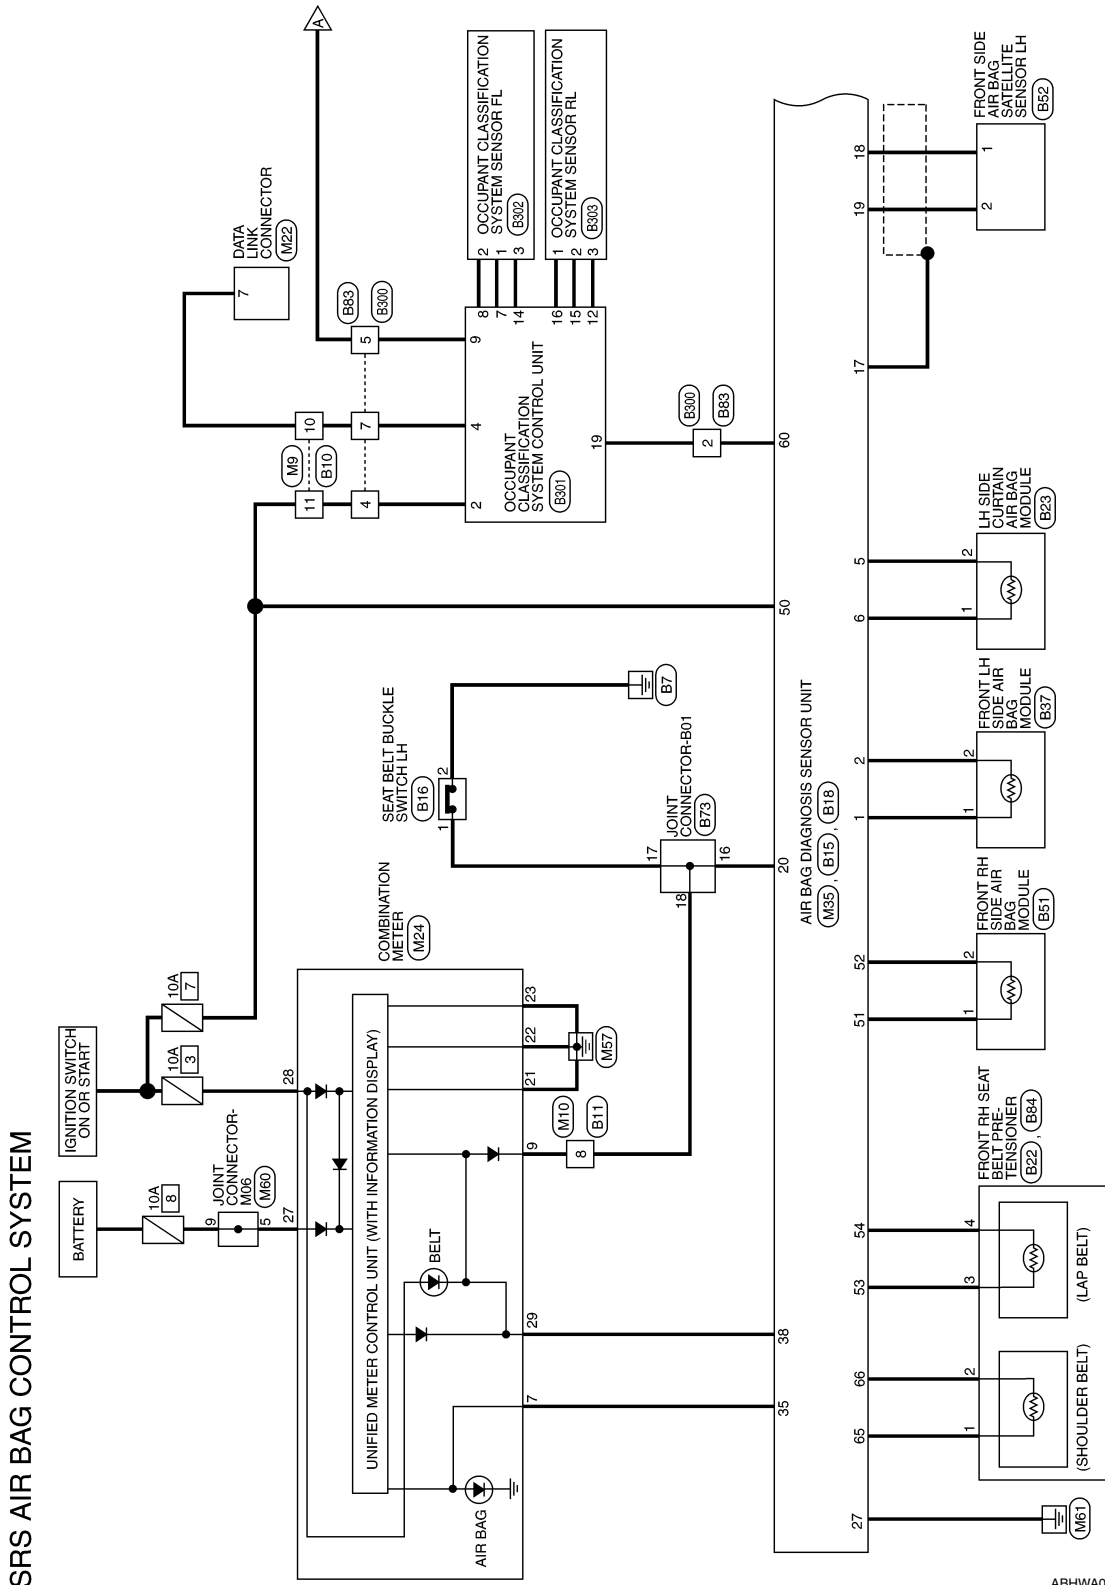 SRS AIR BAG CONTROL SYSTEM
BATTERY
10A
8
9
JOINT
CONNECTOR-
M06
M60
5
27
IGNITION SWITCH
ON OR START
10A
3
28
10A
7
COMBINATION
METER
M24
UNIFIED METER CONTROL UNIT (WITH INFORMATION DISPLAY)
AIR BAG
BELT
7
29
9
21
22
23
M57
M10
8
B11
SEAT BELT BUCKLE
SWITCH LH
B16
1
2
B7
JOINT
CONNECTOR-B01
B73
17
18
16
DATA
LINK
CONNECTOR
M22
7
A
M9
11
10
B10
B83
4
7
5
B300
2
4
9
OCCUPANT
CLASSIFICATION
SYSTEM CONTROL UNIT
B301
19
8
7
14
16
15
12
2
1
3
OCCUPANT CLASSIFICATION
SYSTEM SENSOR FL
B302
1
2
3
OCCUPANT CLASSIFICATION
SYSTEM SENSOR RL
B303
B300
2
B83
35
38
20
50
60
AIR BAG DIAGNOSIS SENSOR UNIT
M35 , B15 , B18
27
65
66
53
54
51
52
1
2
6
5
17
19
18
M61
FRONT RH SEAT
BELT PRE-
TENSIONER
B22 , B84
1
2
3
4
(SHOULDER BELT)
(LAP BELT)
FRONT RH
SIDE AIR
BAG
MODULE
B51
1
2
FRONT LH
SIDE AIR
BAG
MODULE
B37
1
2
LH SIDE
CURTAIN
AIR BAG
MODULE
B23
1
2
FRONT SIDE
AIR BAG
SATELLITE
SENSOR LH
B52
2
1